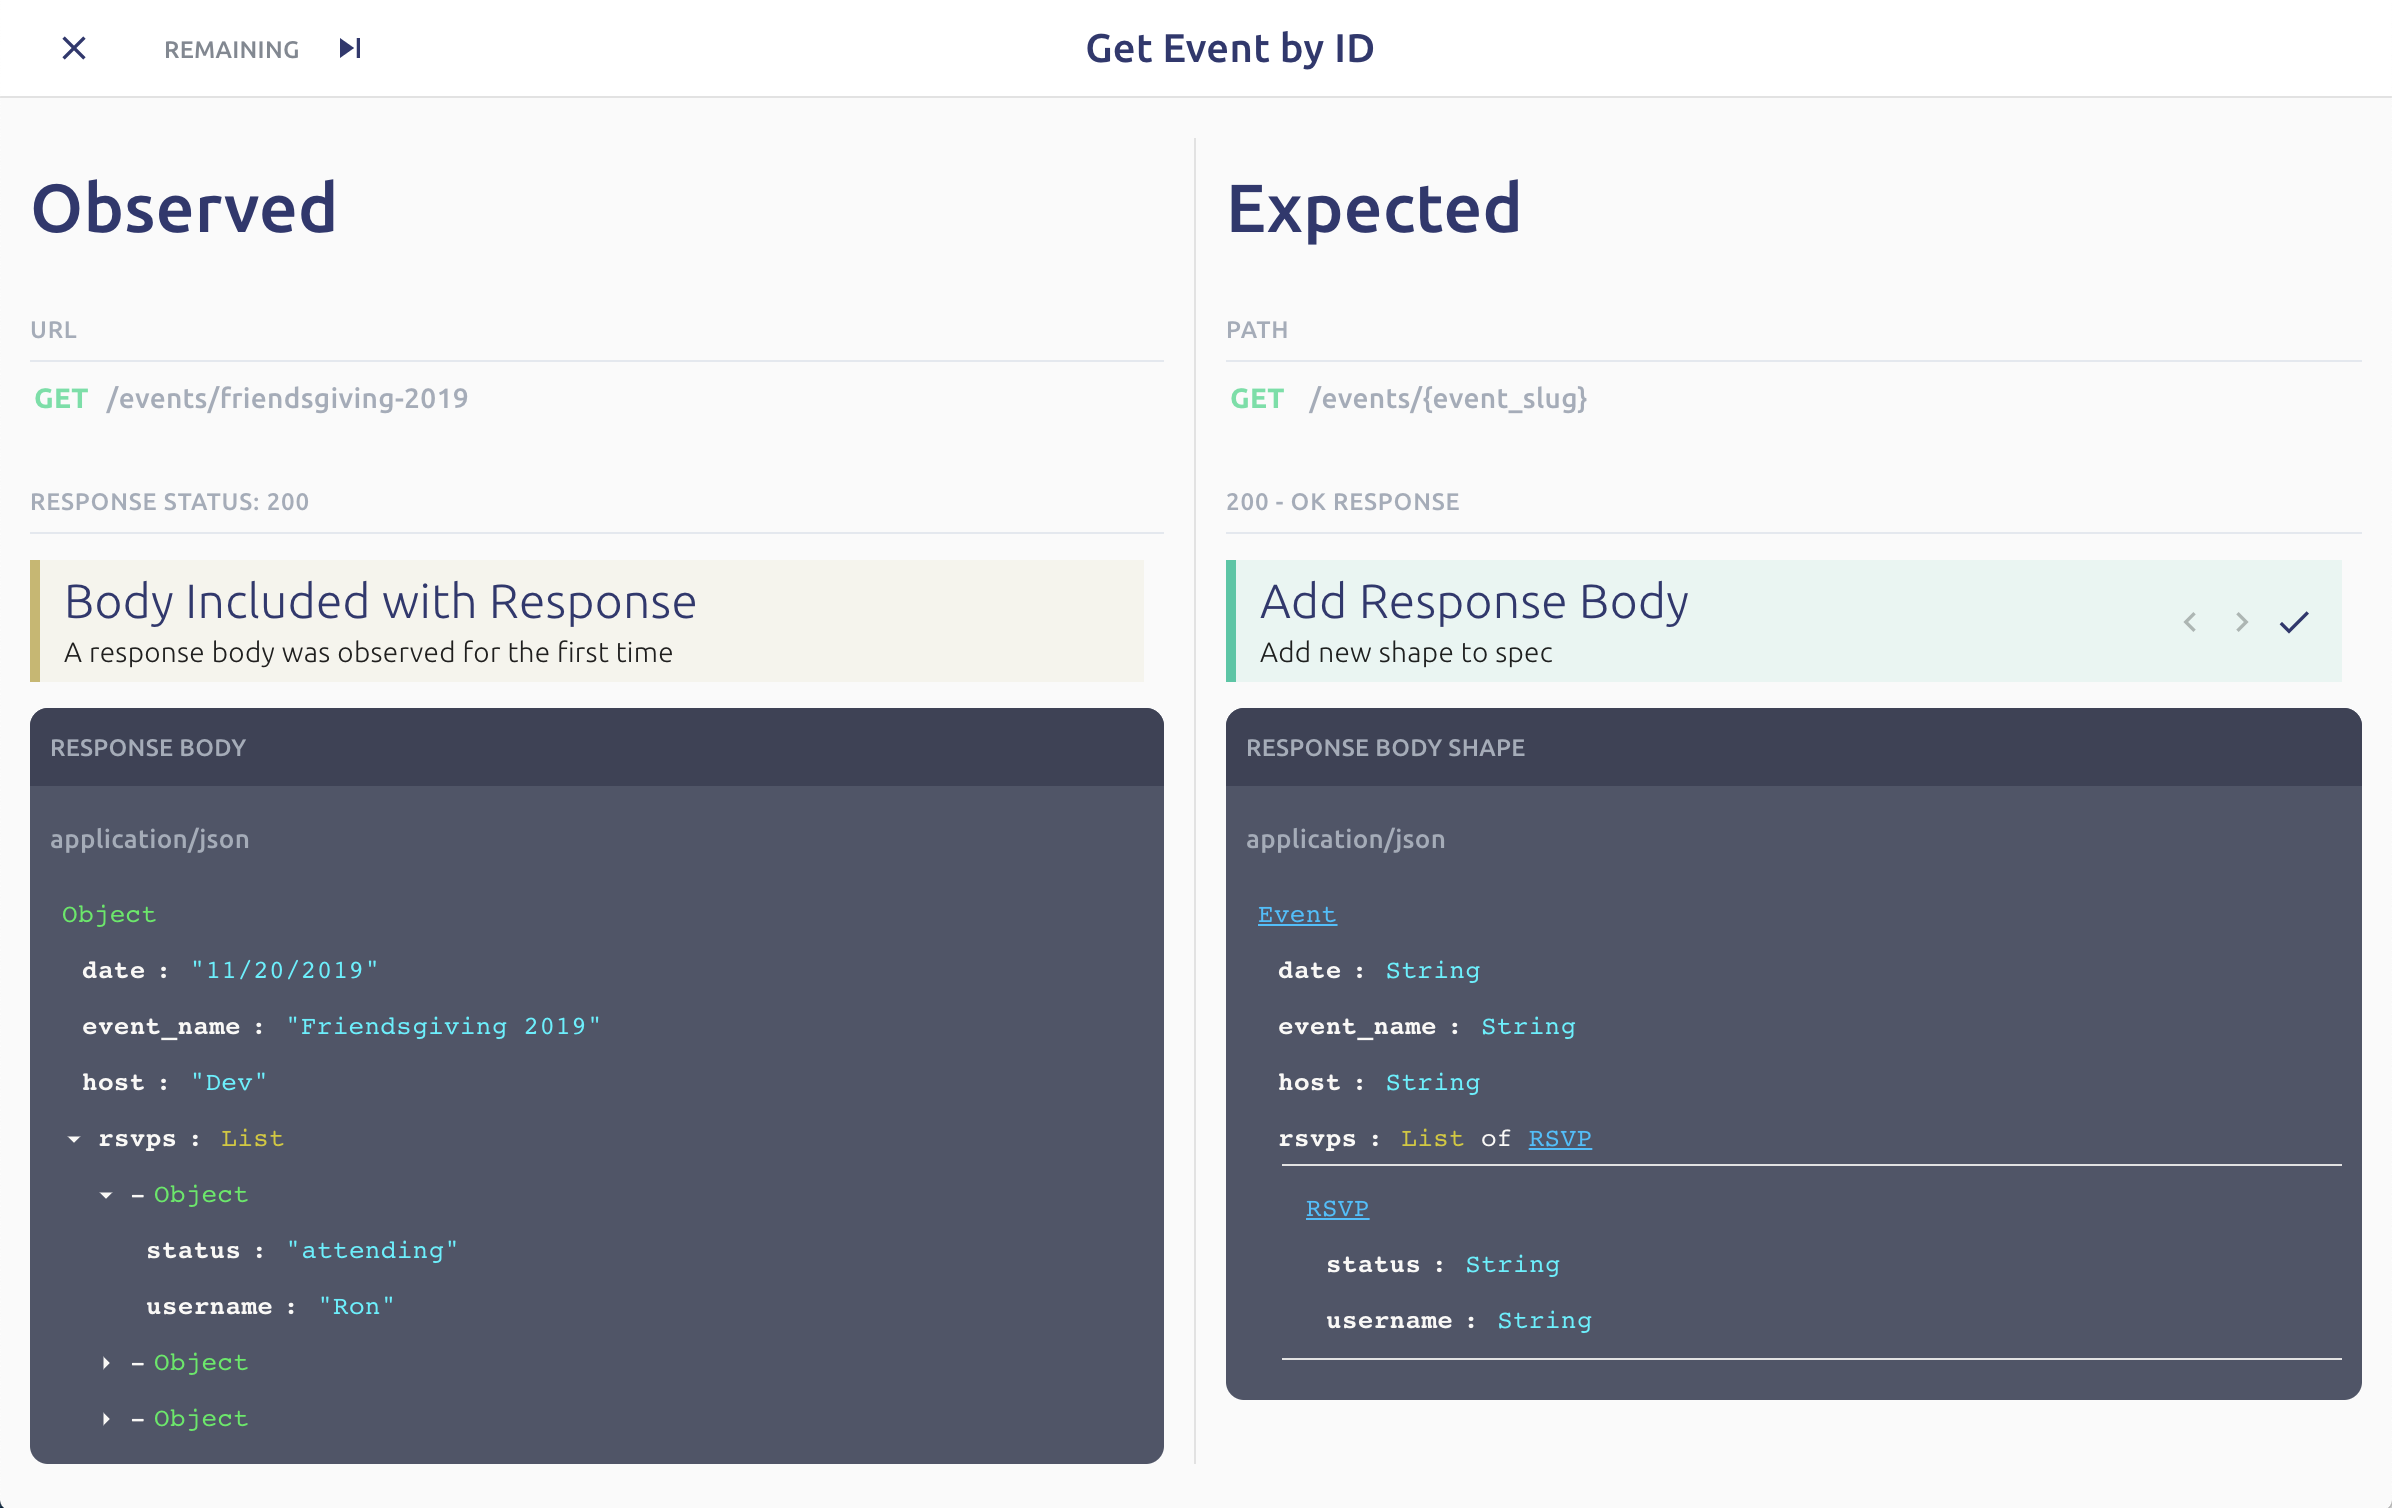 REMAINING
Get Event by ID
Observed
URL
GET /events/friendsgiving-2019
RESPONSE STATUS: 200
Body Included with Response
A response body was observed for the first time
RESPONSE BODY
application/json
Object
date : "11/20/2019"
event_name : "Friendsgiving 2019"
host : "Dev"
rsvps : List
– Object
status : "attending"
username : "Ron"
– Object
– Object
Expected
PATH
GET /events/{event_slug}
200 - OK RESPONSE
Add Response Body
Add new shape to spec
RESPONSE BODY SHAPE
application/json
Event
date : String
event_name : String
host : String
rsvps : List of RSVP
RSVP
status : String
username : String